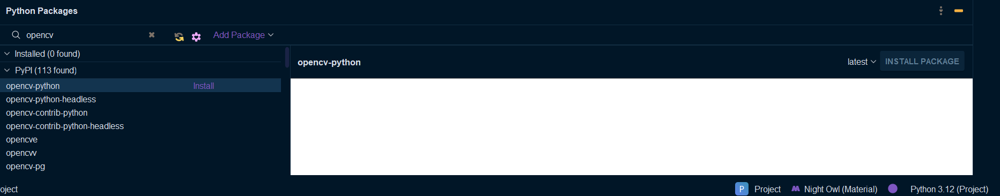 Python Packages
opencv
Add Package
Installed (0 found)
PyPI (113 found)
opencv-python
Install
opencv-python-headless
opencv-contrib-python
opencv-contrib-python-headless
opencve
opencvv
opencv-pg
opencv-python
latest
INSTALL PACKAGE
oject
P Project
Night Owl (Material)
Python 3.12 (Project)